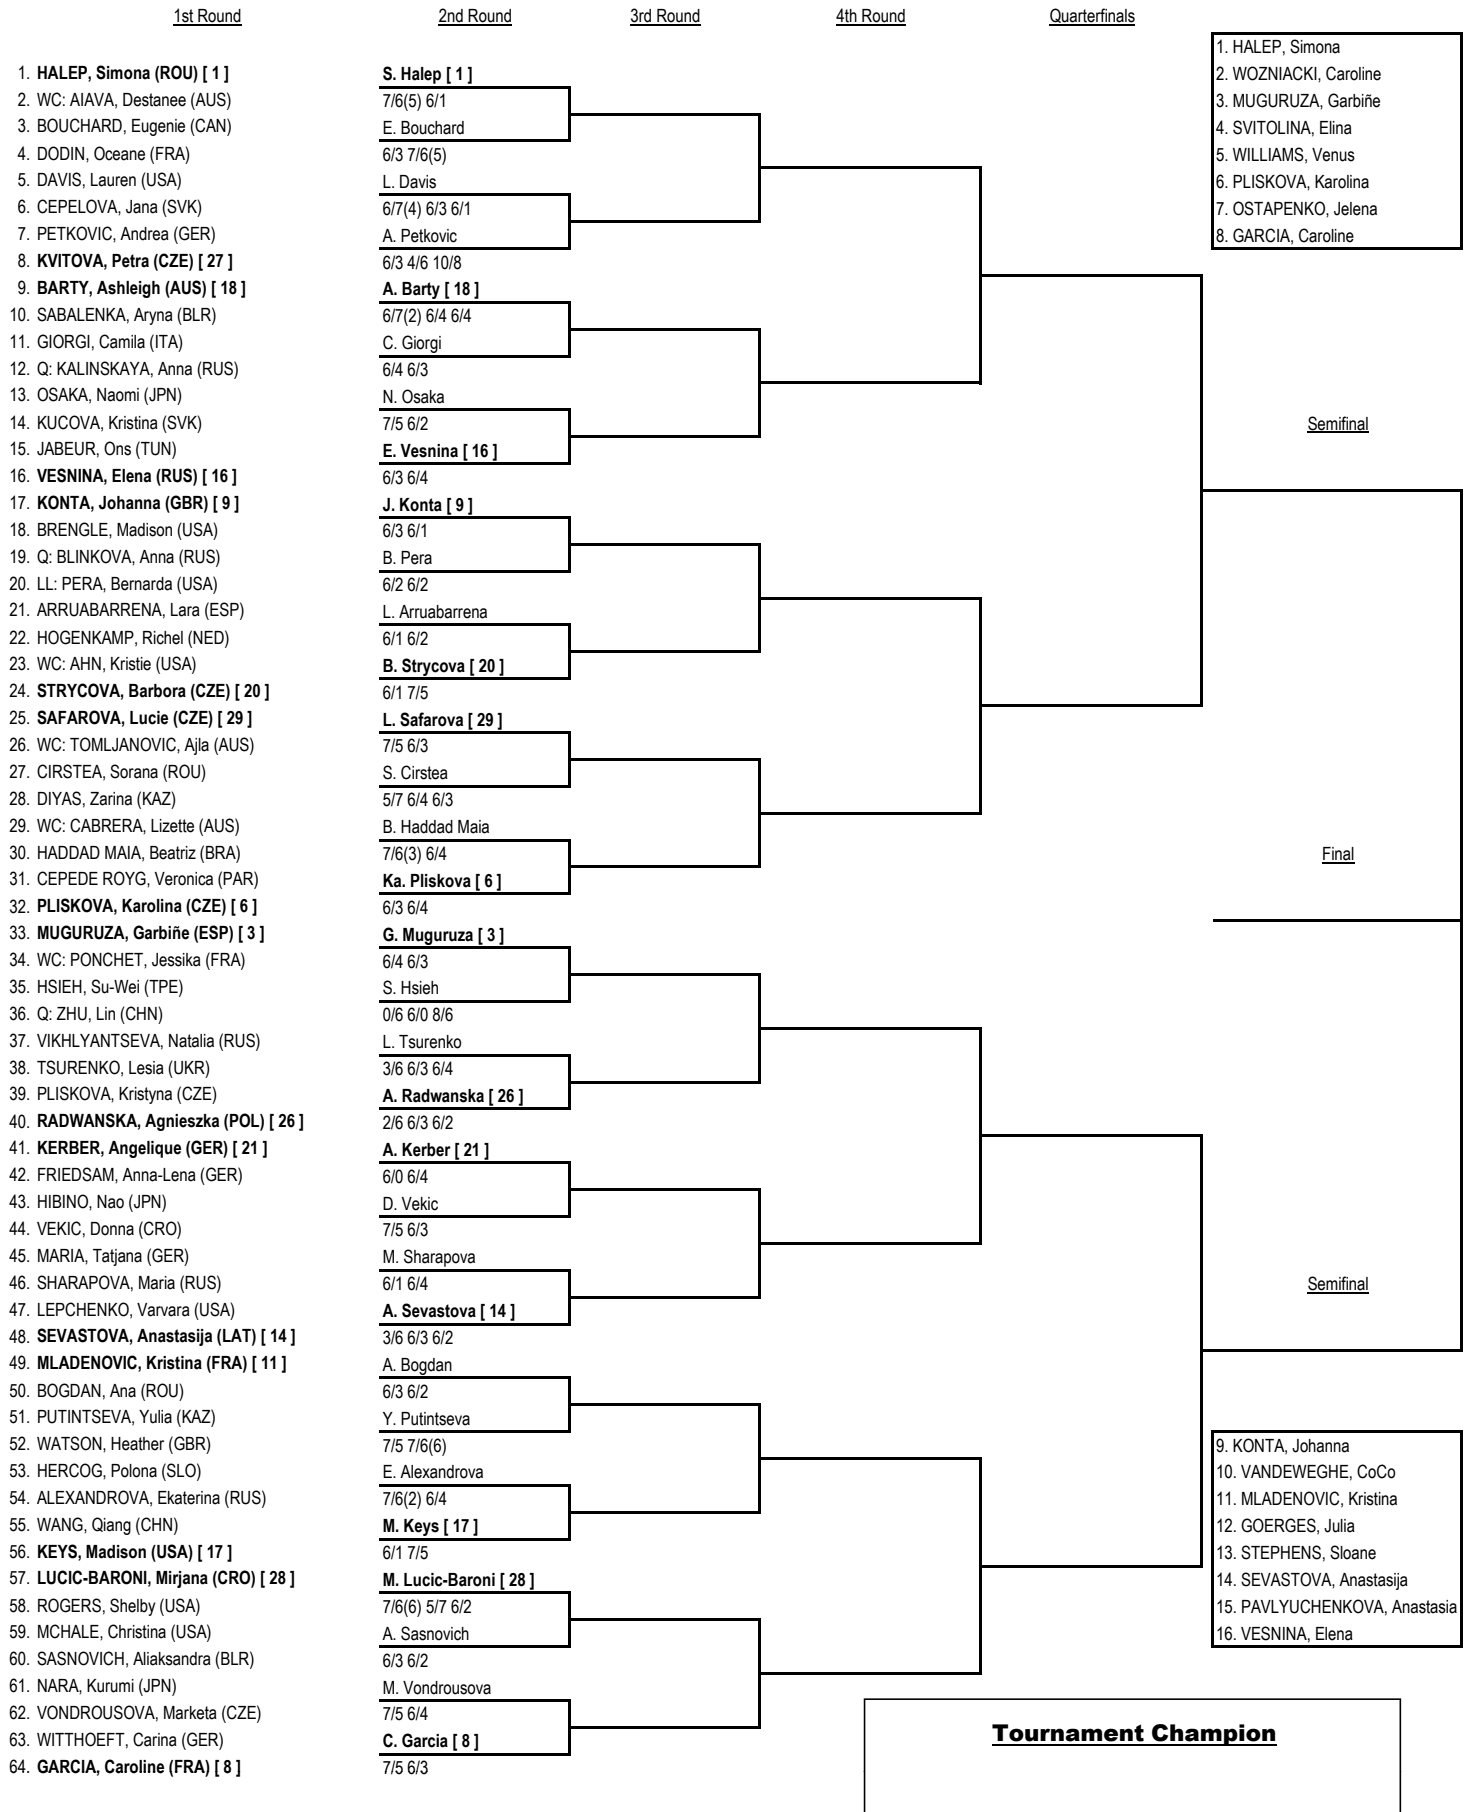 1st Round 2nd Round 3rd Round 4th Round Quarterfinals
1. HALEP, Simona
2. WOZNIACKI, Caroline
3. MUGURUZA, Garbiñe
4. SVITOLINA, Elina
5. WILLIAMS, Venus
6. PLISKOVA, Karolina
7. OSTAPENKO, Jelena
8. GARCIA, Caroline
1. HALEP, Simona (ROU) [ 1 ] S. Halep [ 1 ]
2. WC: AIAVA, Destanee (AUS) 7/6(5) 6/1
3. BOUCHARD, Eugenie (CAN) E. Bouchard
4. DODIN, Oceane (FRA) 6/3 7/6(5)
5. DAVIS, Lauren (USA) L. Davis
6. CEPELOVA, Jana (SVK) 6/7(4) 6/3 6/1
7. PETKOVIC, Andrea (GER) A. Petkovic
8. KVITOVA, Petra (CZE) [ 27 ] 6/3 4/6 10/8
9. BARTY, Ashleigh (AUS) [ 18 ] A. Barty [ 18 ]
10. SABALENKA, Aryna (BLR) 6/7(2) 6/4 6/4
11. GIORGI, Camila (ITA) C. Giorgi
12. Q: KALINSKAYA, Anna (RUS) 6/4 6/3
13. OSAKA, Naomi (JPN) N. Osaka
14. KUCOVA, Kristina (SVK) 7/5 6/2
Semifinal
15. JABEUR, Ons (TUN) E. Vesnina [ 16 ]
16. VESNINA, Elena (RUS) [ 16 ] 6/3 6/4
17. KONTA, Johanna (GBR) [ 9 ] J. Konta [ 9 ]
18. BRENGLE, Madison (USA) 6/3 6/1
19. Q: BLINKOVA, Anna (RUS) B. Pera
20. LL: PERA, Bernarda (USA) 6/2 6/2
21. ARRUABARRENA, Lara (ESP) L. Arruabarrena
22. HOGENKAMP, Richel (NED) 6/1 6/2
23. WC: AHN, Kristie (USA) B. Strycova [ 20 ]
24. STRYCOVA, Barbora (CZE) [ 20 ] 6/1 7/5
25. SAFAROVA, Lucie (CZE) [ 29 ] L. Safarova [ 29 ]
26. WC: TOMLJANOVIC, Ajla (AUS) 7/5 6/3
27. CIRSTEA, Sorana (ROU) S. Cirstea
28. DIYAS, Zarina (KAZ) 5/7 6/4 6/3
29. WC: CABRERA, Lizette (AUS) B. Haddad Maia
30. HADDAD MAIA, Beatriz (BRA) 7/6(3) 6/4
Final
31. CEPEDE ROYG, Veronica (PAR) Ka. Pliskova [ 6 ]
32. PLISKOVA, Karolina (CZE) [ 6 ] 6/3 6/4
33. MUGURUZA, Garbiñe (ESP) [ 3 ] G. Muguruza [ 3 ]
34. WC: PONCHET, Jessika (FRA) 6/4 6/3
35. HSIEH, Su-Wei (TPE) S. Hsieh
36. Q: ZHU, Lin (CHN) 0/6 6/0 8/6
37. VIKHLYANTSEVA, Natalia (RUS) L. Tsurenko
38. TSURENKO, Lesia (UKR) 3/6 6/3 6/4
39. PLISKOVA, Kristyna (CZE) A. Radwanska [ 26 ]
40. RADWANSKA, Agnieszka (POL) [ 26 ] 2/6 6/3 6/2
41. KERBER, Angelique (GER) [ 21 ] A. Kerber [ 21 ]
42. FRIEDSAM, Anna-Lena (GER) 6/0 6/4
43. HIBINO, Nao (JPN) D. Vekic
44. VEKIC, Donna (CRO) 7/5 6/3
45. MARIA, Tatjana (GER) M. Sharapova
46. SHARAPOVA, Maria (RUS) 6/1 6/4
Semifinal
47. LEPCHENKO, Varvara (USA) A. Sevastova [ 14 ]
48. SEVASTOVA, Anastasija (LAT) [ 14 ] 3/6 6/3 6/2
49. MLADENOVIC, Kristina (FRA) [ 11 ] A. Bogdan
50. BOGDAN, Ana (ROU) 6/3 6/2
51. PUTINTSEVA, Yulia (KAZ) Y. Putintseva
52. WATSON, Heather (GBR) 7/5 7/6(6)
53. HERCOG, Polona (SLO) E. Alexandrova
54. ALEXANDROVA, Ekaterina (RUS) 7/6(2) 6/4
55. WANG, Qiang (CHN) M. Keys [ 17 ]
56. KEYS, Madison (USA) [ 17 ] 6/1 7/5
57. LUCIC-BARONI, Mirjana (CRO) [ 28 ] M. Lucic-Baroni [ 28 ]
58. ROGERS, Shelby (USA) 7/6(6) 5/7 6/2
59. MCHALE, Christina (USA) A. Sasnovich
60. SASNOVICH, Aliaksandra (BLR) 6/3 6/2
61. NARA, Kurumi (JPN) M. Vondrousova
62. VONDROUSOVA, Marketa (CZE) 7/5 6/4
63. WITTHOEFT, Carina (GER) C. Garcia [ 8 ]
64. GARCIA, Caroline (FRA) [ 8 ] 7/5 6/3
9. KONTA, Johanna
10. VANDEWEGHE, CoCo
11. MLADENOVIC, Kristina
12. GOERGES, Julia
13. STEPHENS, Sloane
14. SEVASTOVA, Anastasija
15. PAVLYUCHENKOVA, Anastasia
16. VESNINA, Elena
Tournament Champion